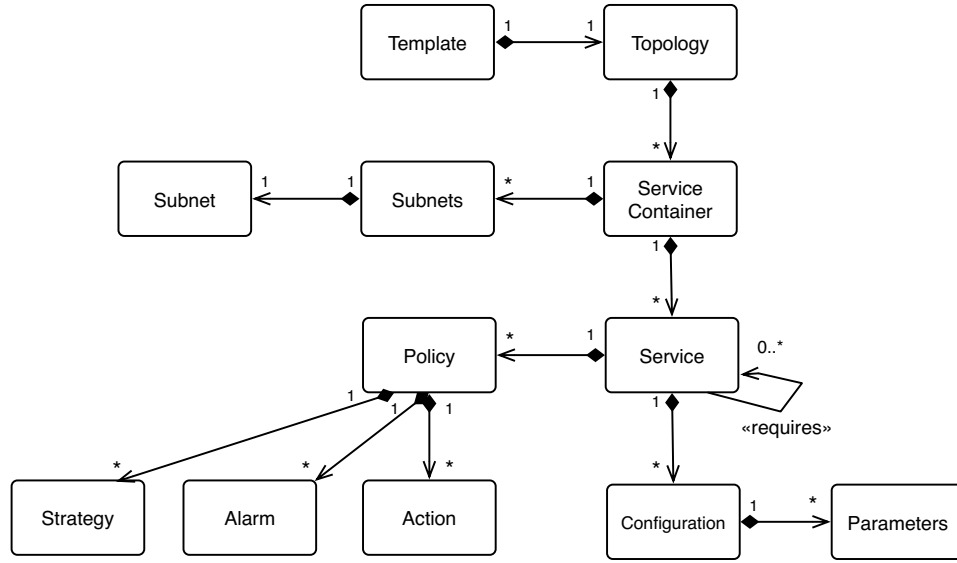 Template
1
1
Topology
1
*
Subnet
1
1
Subnets
*
1
Service
Container
1
*
Policy
*
1
Service
0..*
«requires»
1
1
1
1
*
*
*
*
Strategy
Alarm
Action
Configuration
1
*
Parameters